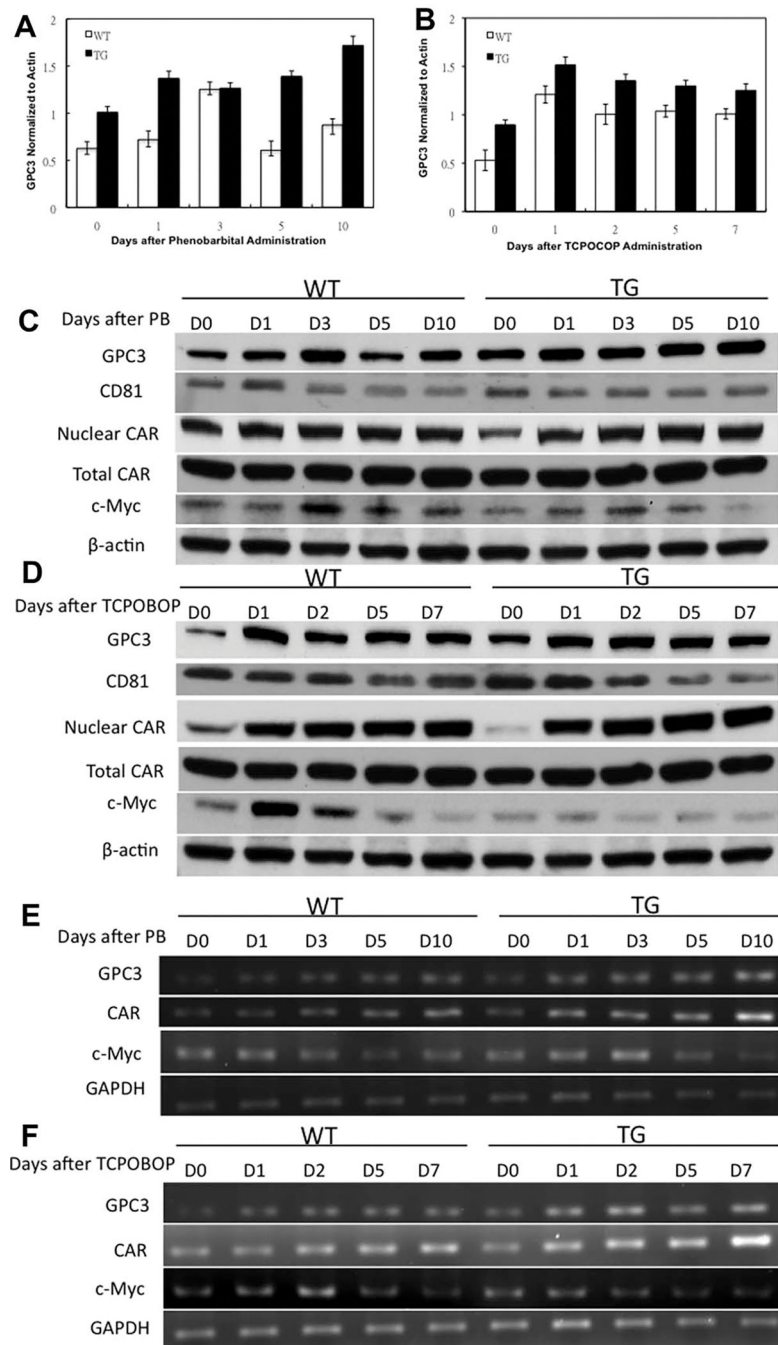 A
B
2
1.5
1
0.5
0
GPC3 Normalized to Actin
WT
TG
0 1 3 5 10
Days after Phenobarbital Administration
2
1.5
1
0.5
0
GPC3 Normalized to Actin
WT
TG
0 1 2 5 7
Days after TCPOCOP Administration
C
WT TG
Days after PB D0 D1 D3 D5 D10 D0 D1 D3 D5 D10
GPC3
CD81
Nuclear CAR
Total CAR
c-Myc
β-actin
D
WT TG
Days after TCPOBOP D0 D1 D2 D5 D7 D0 D1 D2 D5 D7
GPC3
CD81
Nuclear CAR
Total CAR
c-Myc
β-actin
E
WT TG
Days after PB D0 D1 D3 D5 D10 D0 D1 D3 D5 D10
GPC3
CAR
c-Myc
GAPDH
F
WT TG
Days after TCPOBOP D0 D1 D2 D5 D7 D0 D1 D2 D5 D7
GPC3
CAR
c-Myc
GAPDH